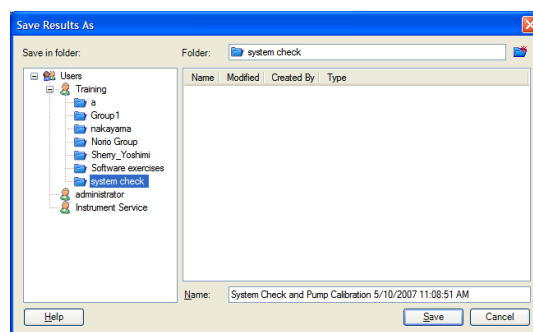 Save Results As
Save in folder:
Folder: system check
Users
Training
a
Group1
nakayama
Norio Group
Sherry_Yoshimi
Software exercises
system check
administrator
Instrument Service
Name Modified Created By Type
Name: System Check and Pump Calibration 5/10/2007 11:08:51 AM
Help Save Cancel